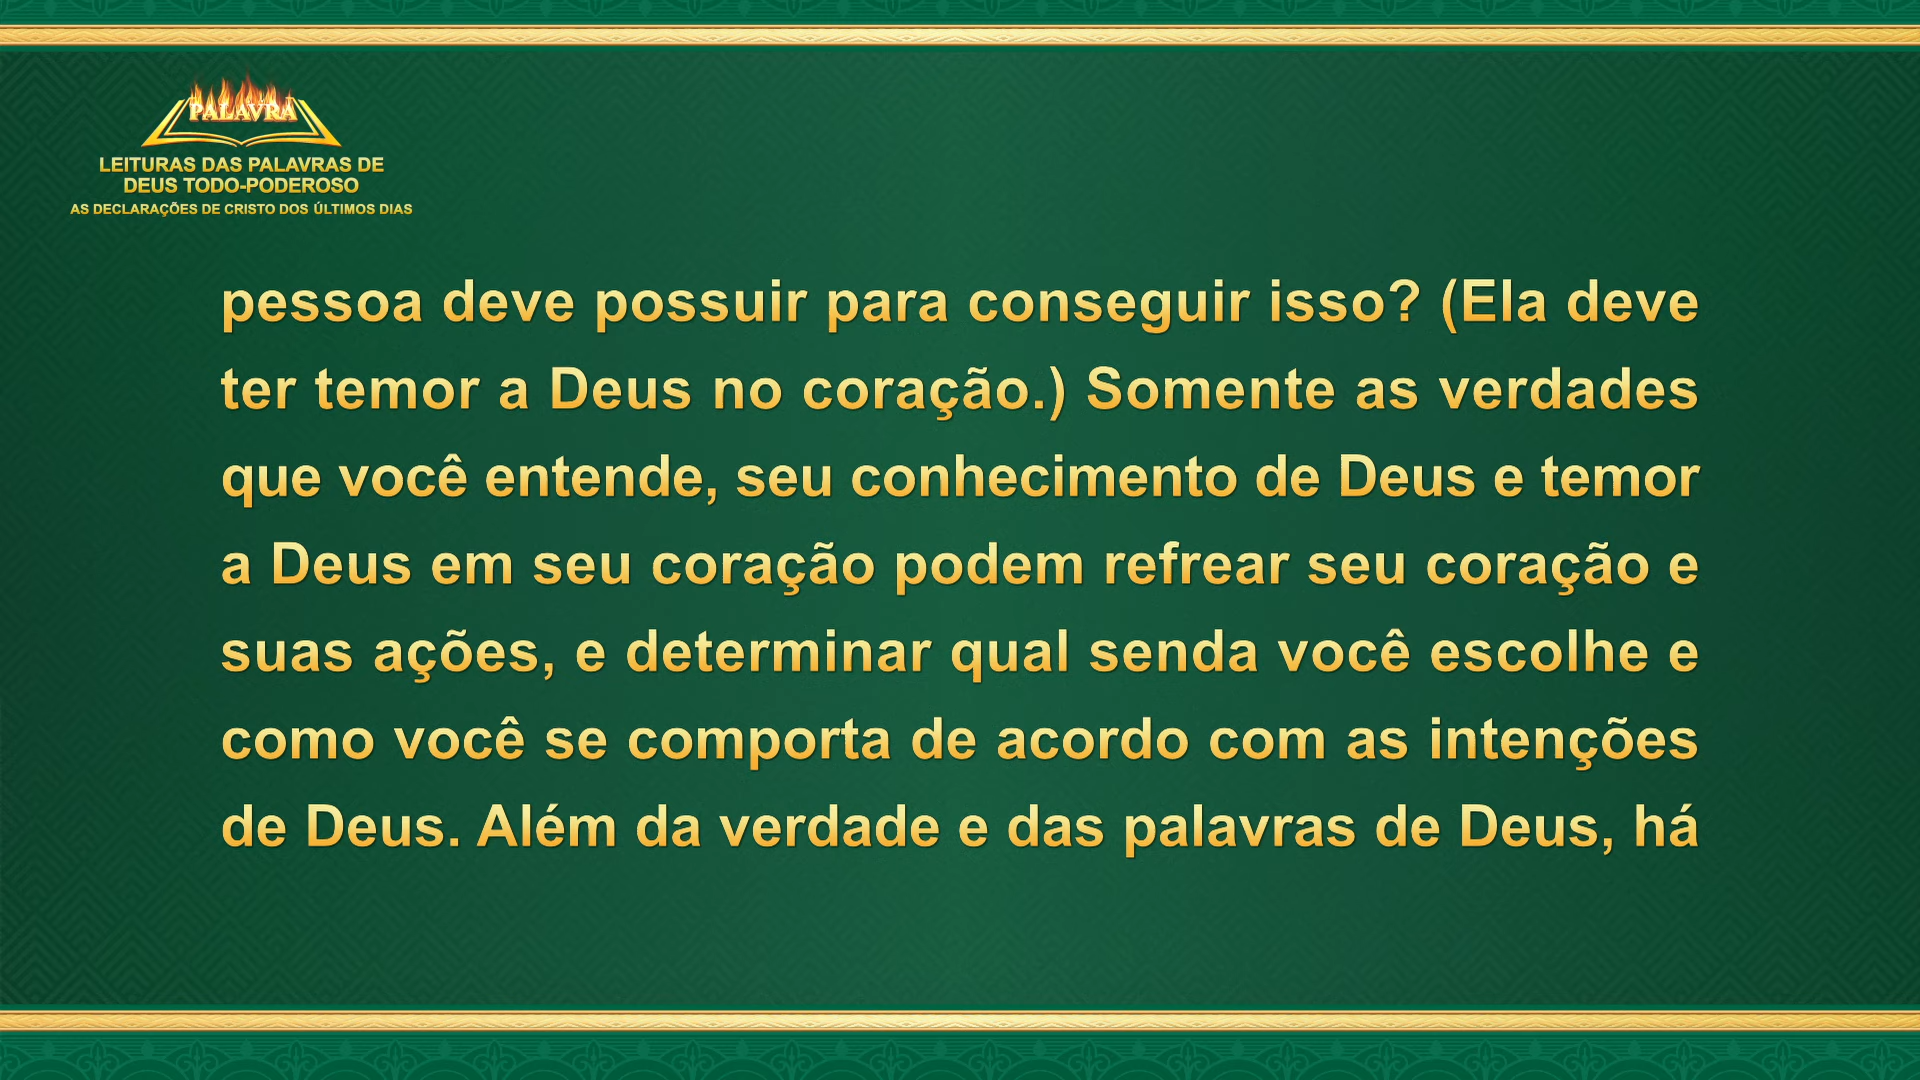 PALAVRA
LEITURAS DAS PALAVRAS DE
DEUS TODO-PODEROSO
AS DECLARAÇÕES DE CRISTO DOS ÚLTIMOS DIAS
pessoa deve possuir para conseguir isso? (Ela deve
ter temor a Deus no coração.) Somente as verdades
que você entende, seu conhecimento de Deus e temor
a Deus em seu coração podem refrear seu coração e
suas ações, e determinar qual senda você escolhe e
como você se comporta de acordo com as intenções
de Deus. Além da verdade e das palavras de Deus, há